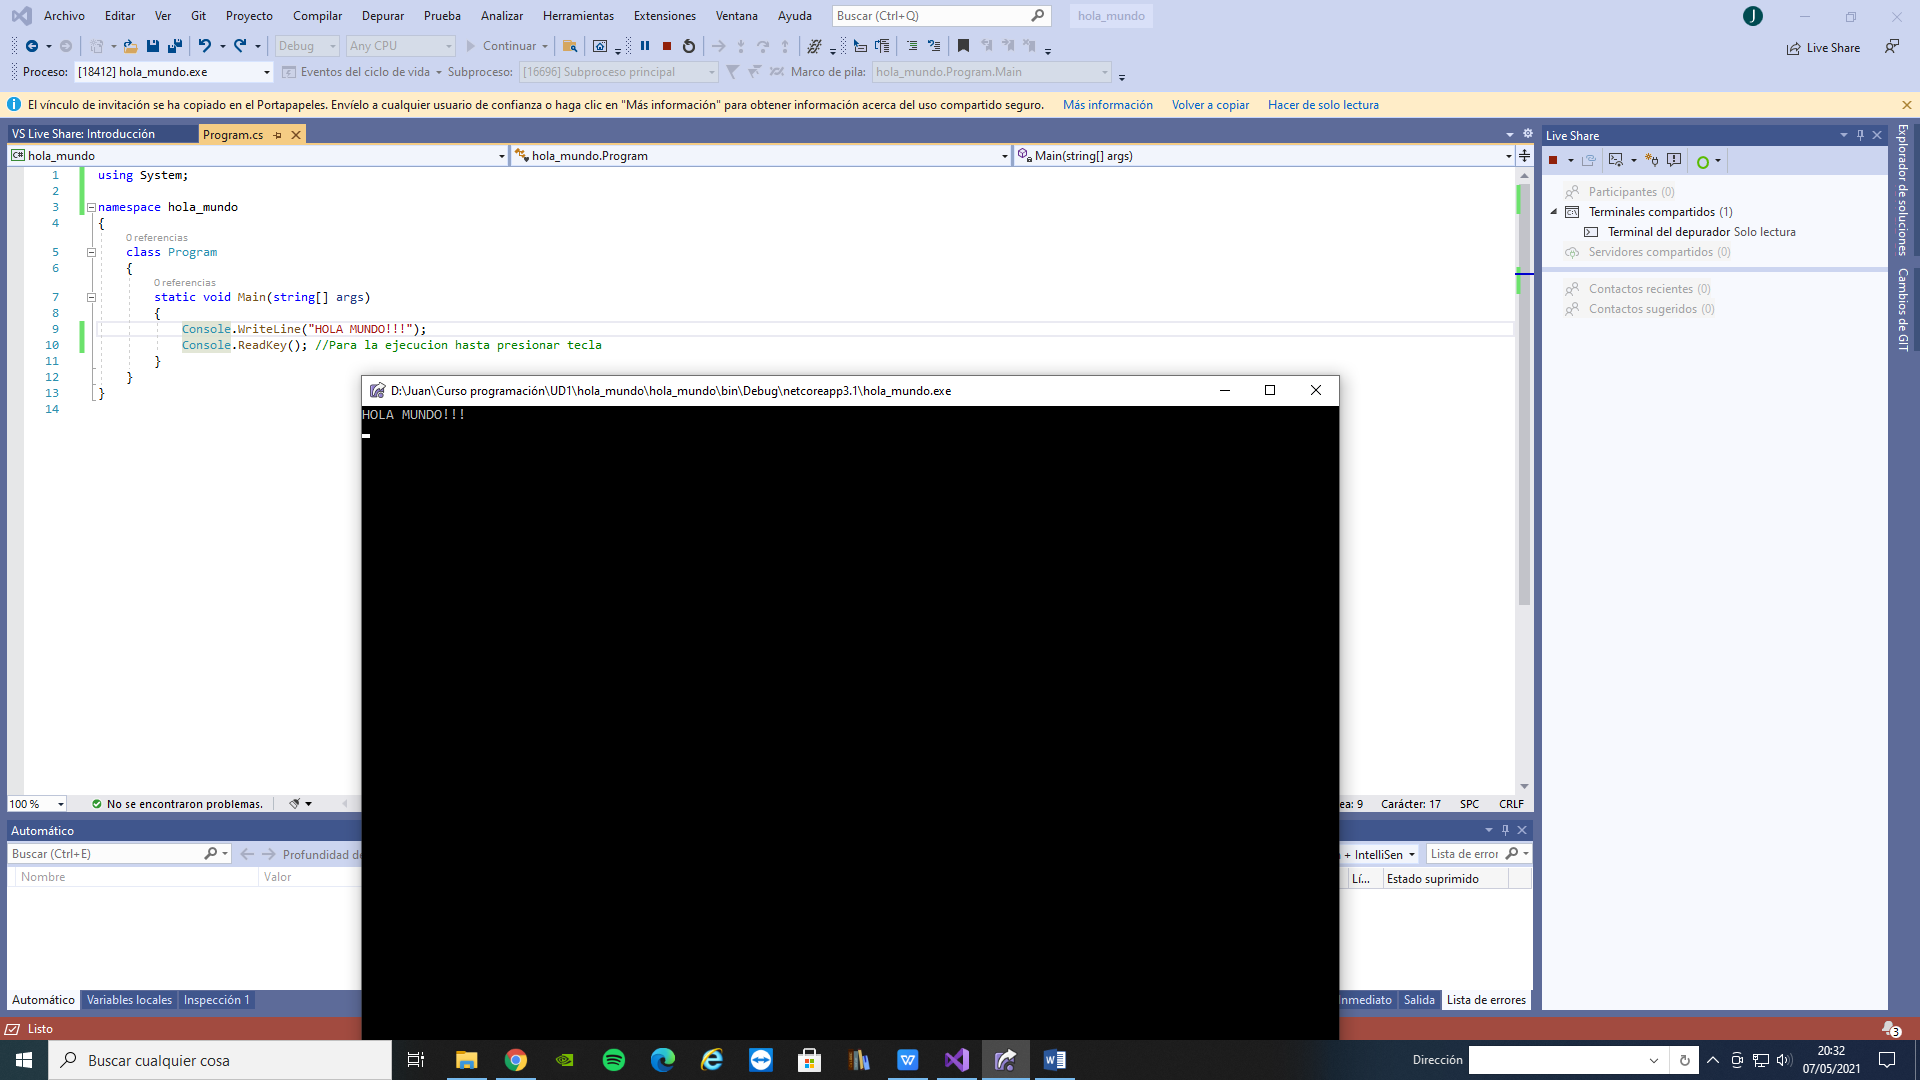 Archivo Editar Ver Git Proyecto Compilar Depurar Prueba Analizar Herramientas Extensiones Ventana Ayuda Buscar (Ctrl+Q) hola_mundo J
Debug Any CPU Continuar Live Share
Proceso: [18412] hola_mundo.exe Eventos del ciclo de vida Subproceso: [16696] Subproceso principal Marco de pila: hola_mundo.Program.Main
El vínculo de invitación se ha copiado en el Portapapeles. Envíelo a cualquier usuario de confianza o haga clic en "Más información" para obtener información acerca del uso compartido seguro. Más información Volver a copiar Hacer de solo lectura
VS Live Share: Introducción Program.cs
C# hola_mundo hola_mundo.Program Main(string[] args)
1 using System;
2
3 namespace hola_mundo
4 {
0 referencias
5 class Program
6 {
0 referencias
7 static void Main(string[] args)
8 {
9 Console.WriteLine("HOLA MUNDO!!!");
10 Console.ReadKey(); //Para la ejecucion hasta presionar tecla
11 }
12 }
13 }
14
D:\Juan\Curso programación\UD1\hola_mundo\hola_mundo\bin\Debug\netcoreapp3.1\hola_mundo.exe
HOLA MUNDO!!!
Live Share
Participantes (0)
Terminales compartidos (1)
Terminal del depurador Solo lectura
Servidores compartidos (0)
Contactos recientes (0)
Contactos sugeridos (0)
Explorador de soluciones
Cambios de GIT
100 % No se encontraron problemas. ea: 9 Carácter: 17 SPC CRLF
Automático
Buscar (Ctrl+E) Profundidad de + IntelliSen Lista de error
Nombre Valor Lí... Estado suprimido
Automático Variables locales Inspección 1 nmediato Salida Lista de errores
Listo 3
Buscar cualquier cosa Dirección 20:32
07/05/2021